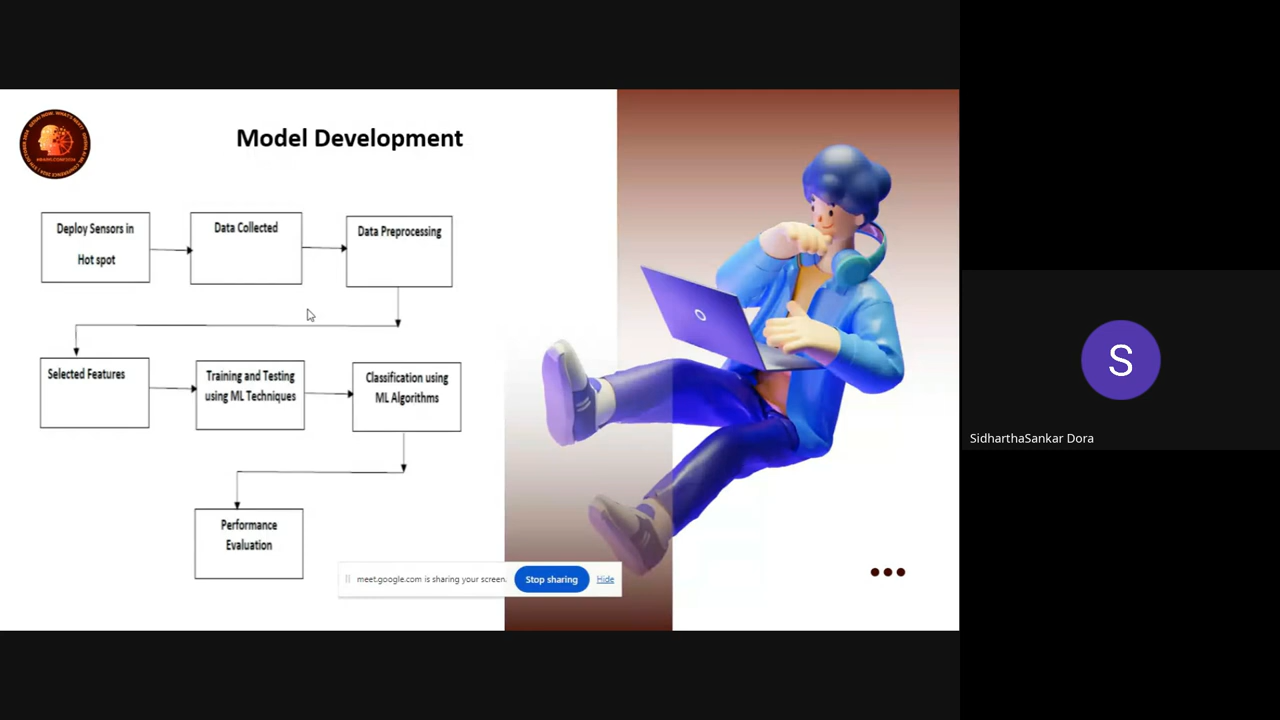 Model Development
Deploy Sensors in
Hot spot
Data Collected
Data Preprocessing
Selected Features
Training and Testing
using ML Techniques
Classification using
ML Algorithms
Performance
Evaluation
meet.google.com is sharing your screen.
Stop sharing
Hide
S
SidharthaSankar Dora